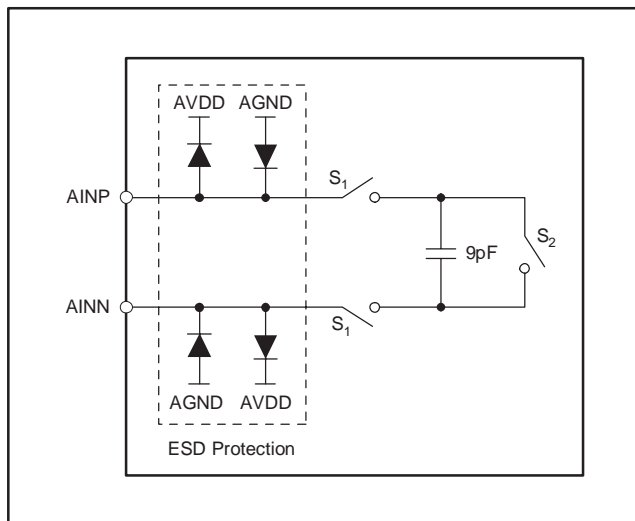 AVDD AGND
AINP
S1
9pF
S2
AINN
S1
AGND AVDD
ESD Protection